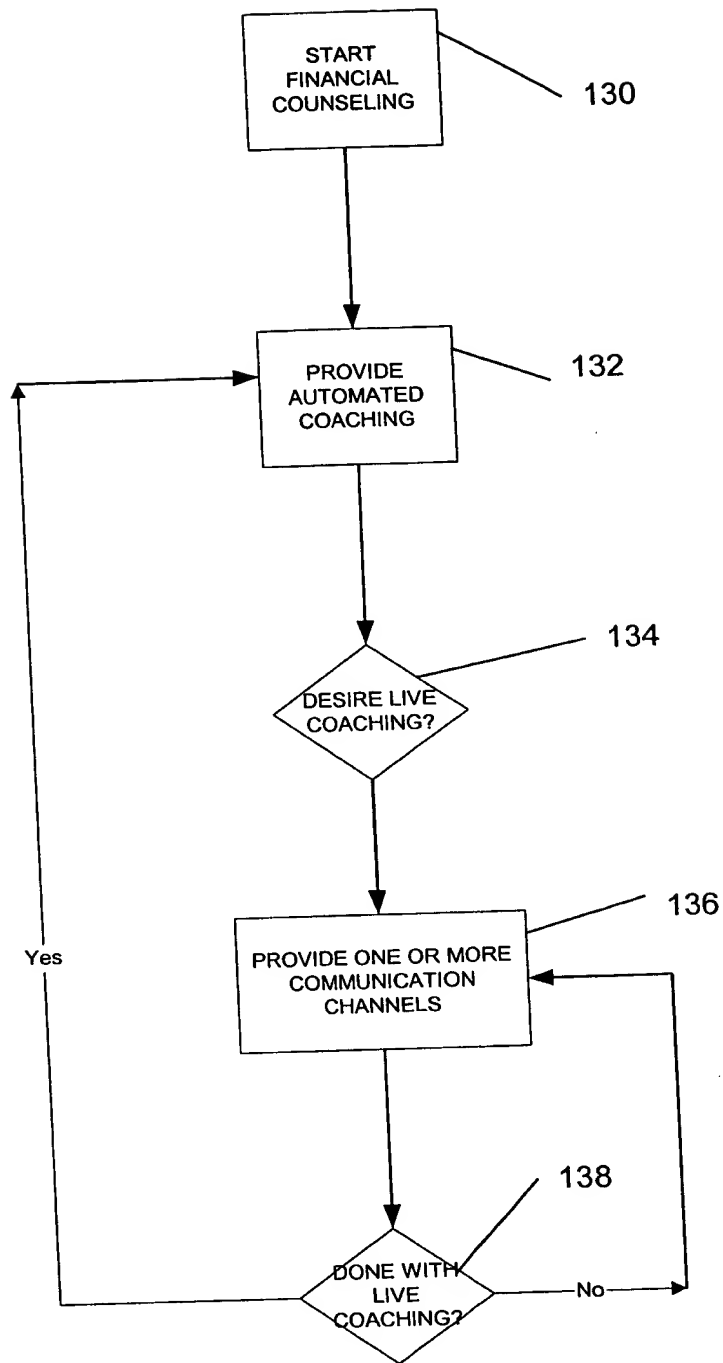 START
FINANCIAL
COUNSELING
130
PROVIDE
AUTOMATED
COACHING
132
DESIRE LIVE
COACHING?
134
PROVIDE ONE OR MORE
COMMUNICATION
CHANNELS
136
Yes
DONE WITH
LIVE
COACHING?
138
No